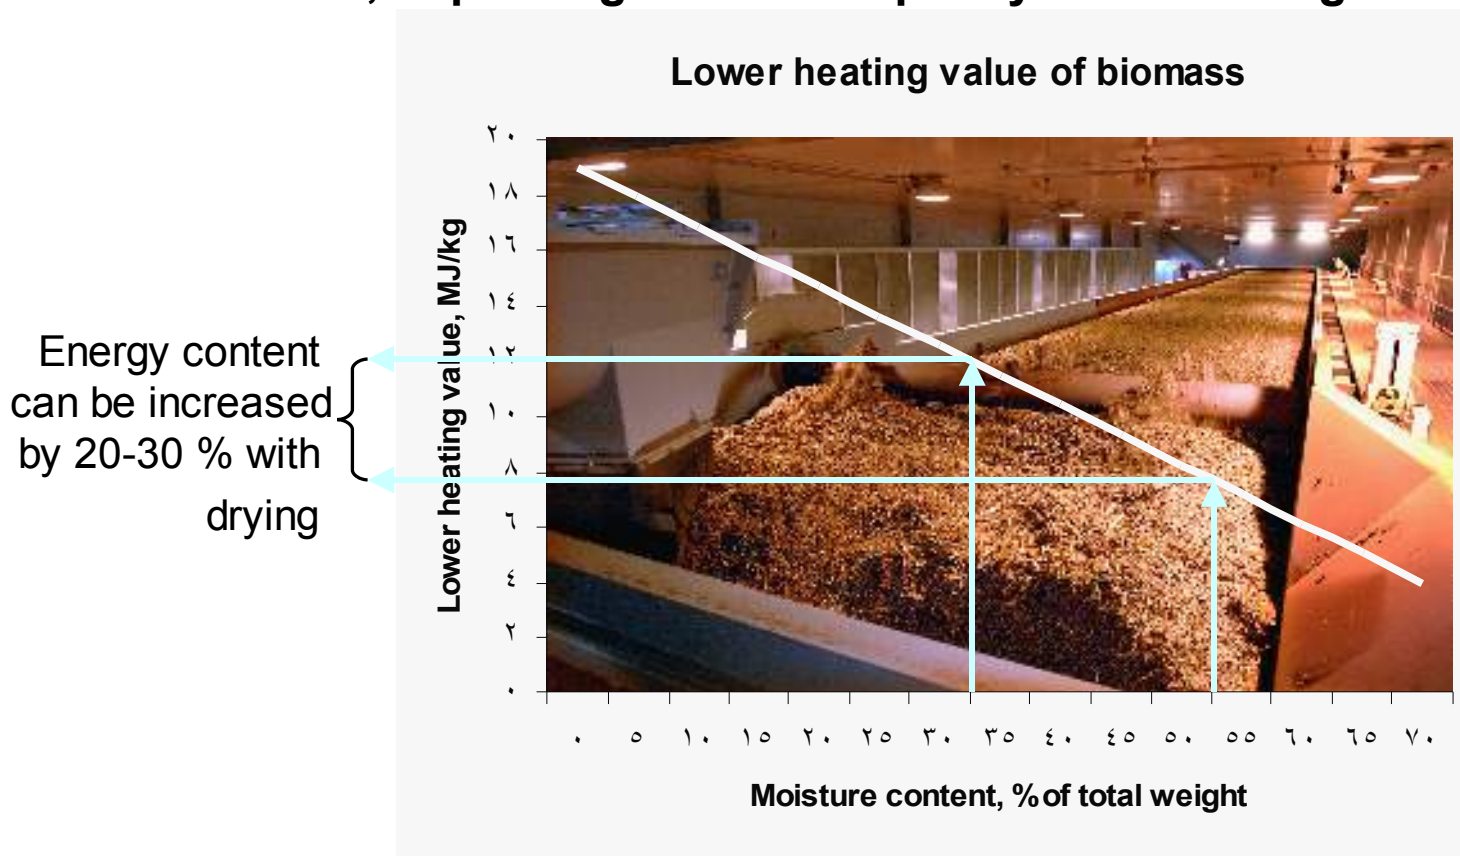 Lower heating value of biomass
Lower heating value, MJ/kg
٢٠
١٨
١٦
١٤
١٢
١٠
٨
٦
٤
٢
٠
Energy content
can be increased
by 20-30 % with
drying
٠ ٥ ١٠ ١٥ ٢٠ ٢٥ ٣٠ ٣٥ ٤٠ ٤٥ ٥٠ ٥٥ ٦٠ ٦٥ ٧٠
Moisture content, % of total weight